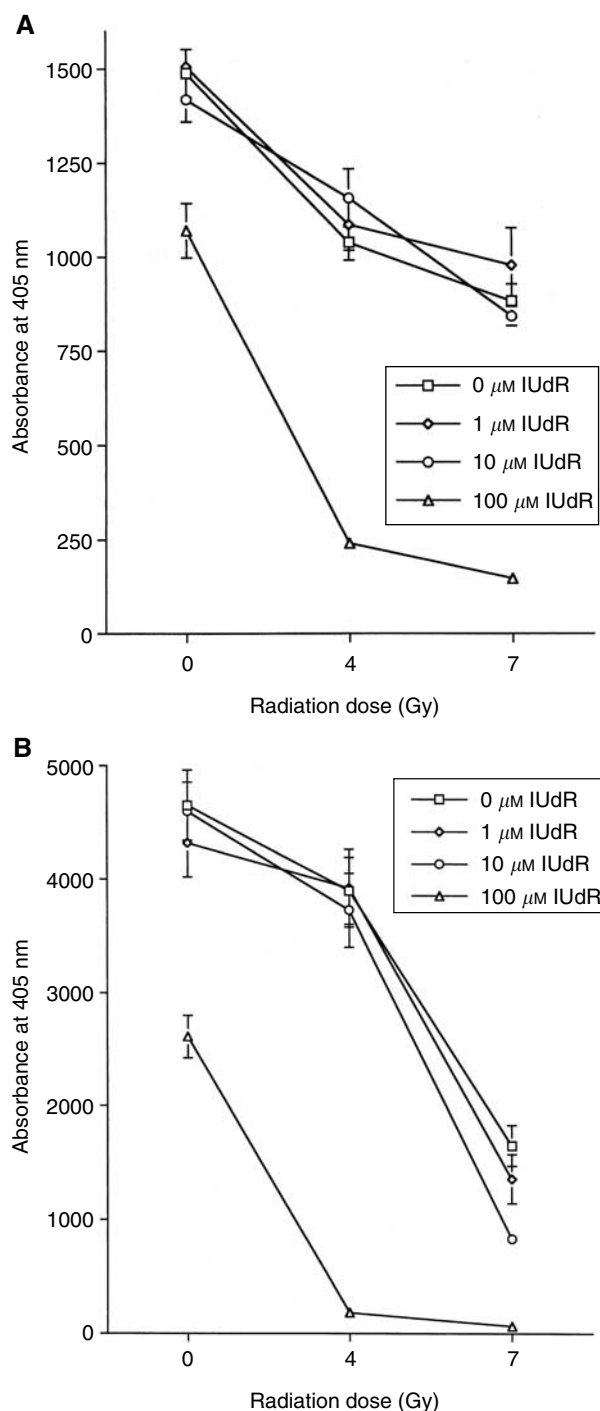 A
1500
1250
1000
750
500
250
0
Absorbance at 405 nm
0 μM IUdR
1 μM IUdR
10 μM IUdR
100 μM IUdR
0 4 7
Radiation dose (Gy)
B
5000
4000
3000
2000
1000
0
Absorbance at 405 nm
0 μM IUdR
1 μM IUdR
10 μM IUdR
100 μM IUdR
0 4 7
Radiation dose (Gy)